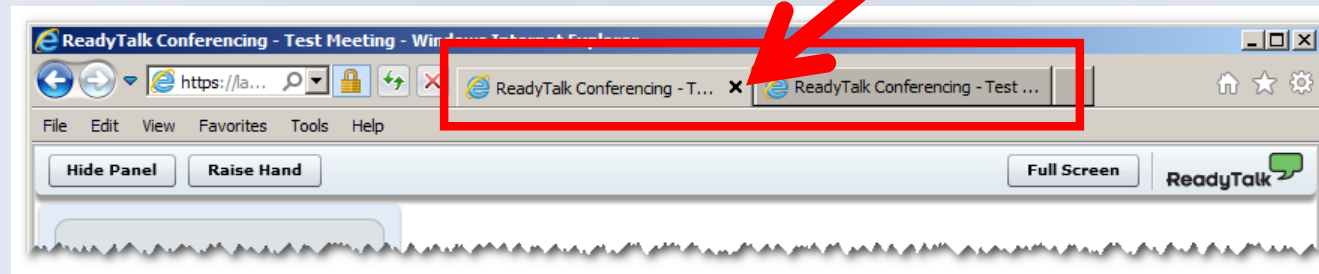 ReadyTalk Conferencing - Test Meeting - Windows Internet Explorer
https://la... ReadyTalk Conferencing - T... ReadyTalk Conferencing - Test ...
File Edit View Favorites Tools Help
Hide Panel Raise Hand Full Screen ReadyTalk